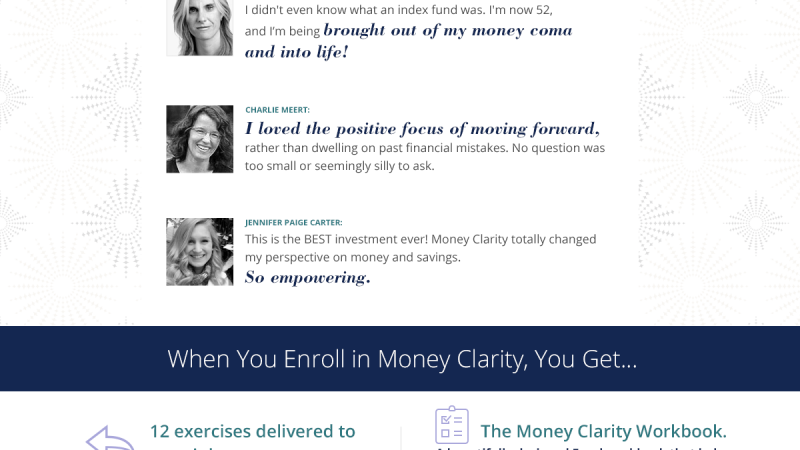 I didn't even know what an index fund was. I'm now 52,
and I'm being brought out of my money coma
and into life!
CHARLIE MEERT:
I loved the positive focus of moving forward,
rather than dwelling on past financial mistakes. No question was
too small or seemingly silly to ask.
JENNIFER PAIGE CARTER:
This is the BEST investment ever! Money Clarity totally changed
my perspective on money and savings.
So empowering.
When You Enroll in Money Clarity, You Get...
12 exercises delivered to
The Money Clarity Workbook.